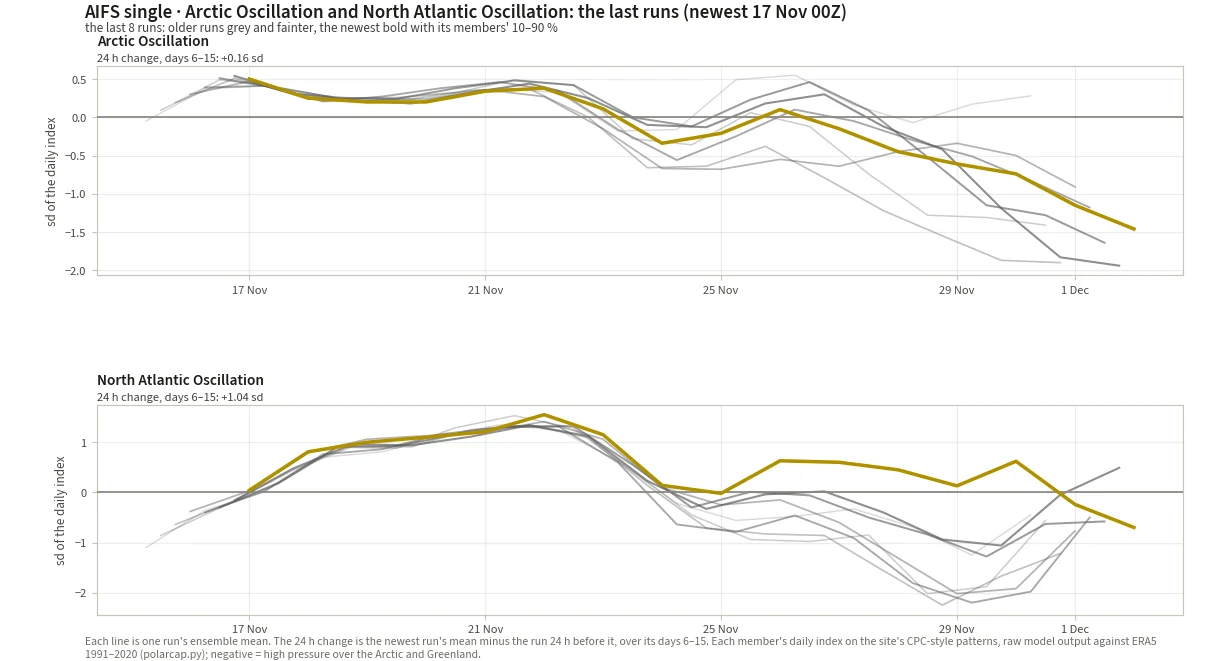 AIFS single · Arctic Oscillation and North Atlantic Oscillation: the last runs (newest 17 Nov 00Z)
the last 8 runs: older runs grey and fainter, the newest bold with its members' 10–90 %
Arctic Oscillation
24 h change, days 6–15: +0.16 sd
sd of the daily index
0.5
0.0
−0.5
−1.0
−1.5
−2.0
17 Nov
21 Nov
25 Nov
29 Nov
1 Dec
North Atlantic Oscillation
24 h change, days 6–15: +1.04 sd
sd of the daily index
1
0
−1
−2
17 Nov
21 Nov
25 Nov
29 Nov
1 Dec
Each line is one run's ensemble mean. The 24 h change is the newest run's mean minus the run 24 h before it, over its days 6–15. Each member's daily index on the site's CPC-style patterns, raw model output against ERA5
1991–2020 (polarcap.py); negative = high pressure over the Arctic and Greenland.